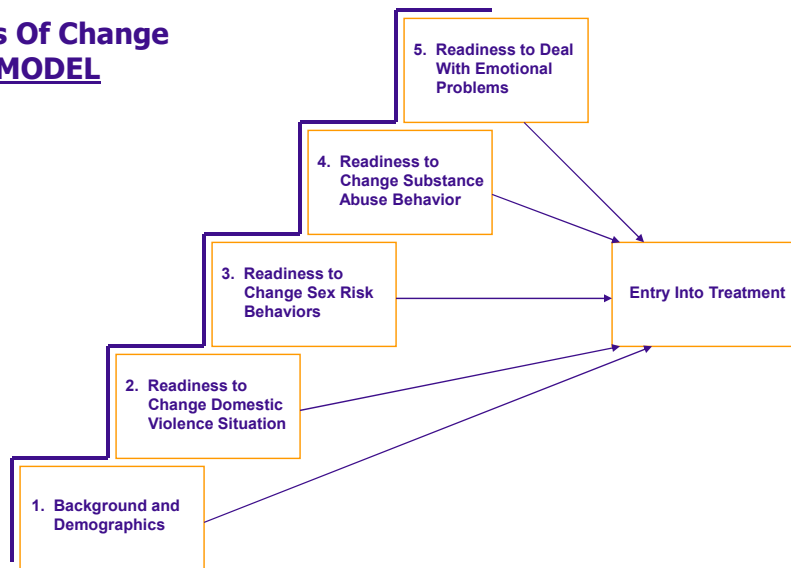 s Of Change
MODEL
5. Readiness to Deal
With Emotional
Problems
4. Readiness to
Change Substance
Abuse Behavior
3. Readiness to
Change Sex Risk
Behaviors
Entry Into Treatment
2. Readiness to
Change Domestic
Violence Situation
1. Background and
Demographics